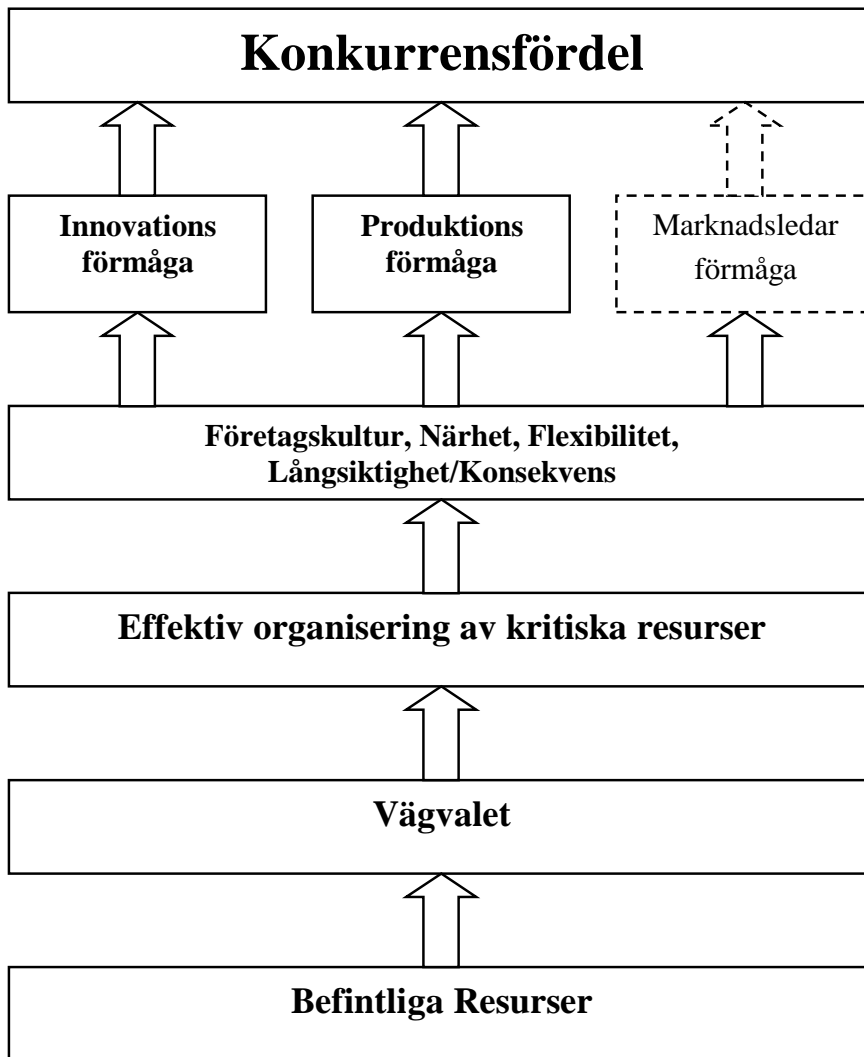 Konkurrensfördel
Innovations
förmåga
Produktions
förmåga
Marknadsledar
förmåga
Företagskultur, Närhet, Flexibilitet,
Långsiktighet/Konsekvens
Effektiv organisering av kritiska resurser
Vägvalet
Befintliga Resurser